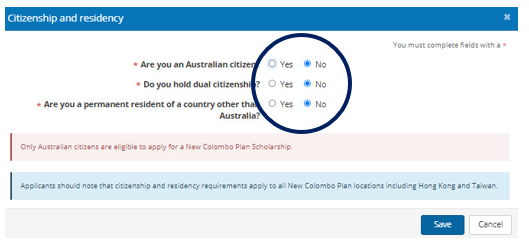 Citizenship and residency
You must complete fields with a *
* Are you an Australian citizen Yes No
* Do you hold dual citizenship? Yes No
* Are you a permanent resident of a country other than Yes No
Australia?
Only Australian citizens are eligible to apply for a New Colombo Plan Scholarship.
Applicants should note that citizenship and residency requirements apply to all New Colombo Plan locations including Hong Kong and Taiwan.
Save Cancel